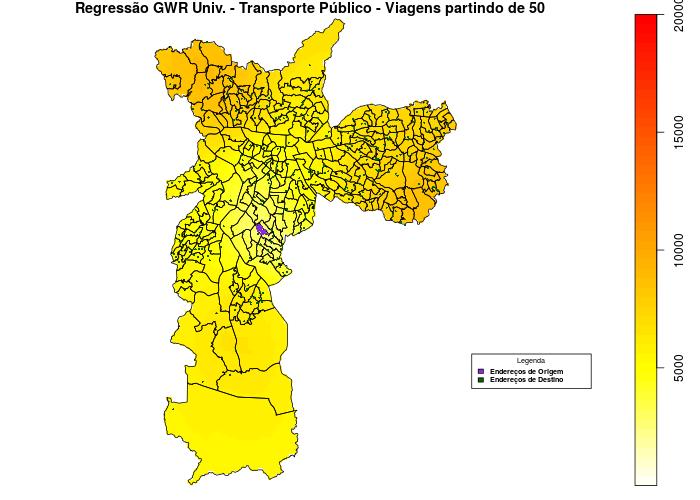 Regressão GWR Univ. - Transporte Público - Viagens partindo de 50
20000
15000
10000
5000
Legenda
Endereços de Origem
Endereços de Destino